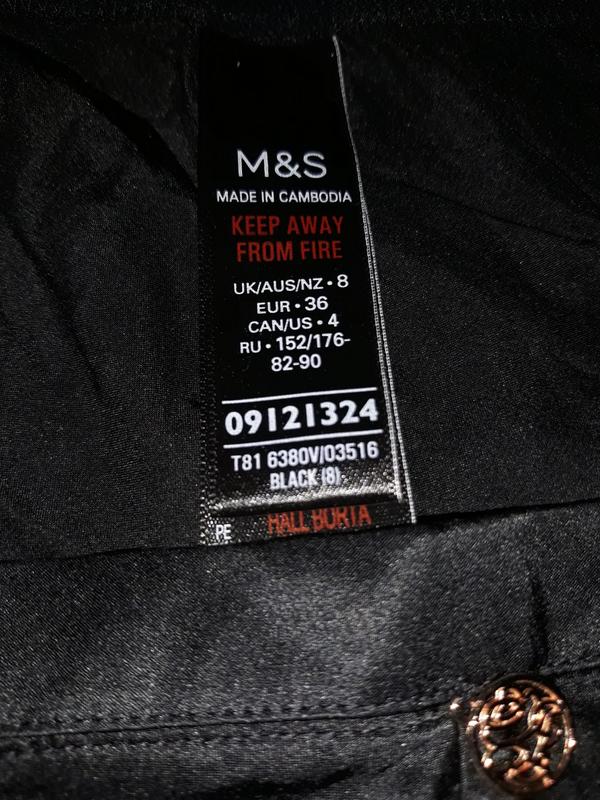 M&S
MADE IN CAMBODIA
KEEP AWAY
FROM FIRE
UK/AUS/NZ • 8
EUR • 36
CAN/US • 4
RU • 152/176-
82-90
09121324
T81 6380V/03516
BLACK (8)
PE